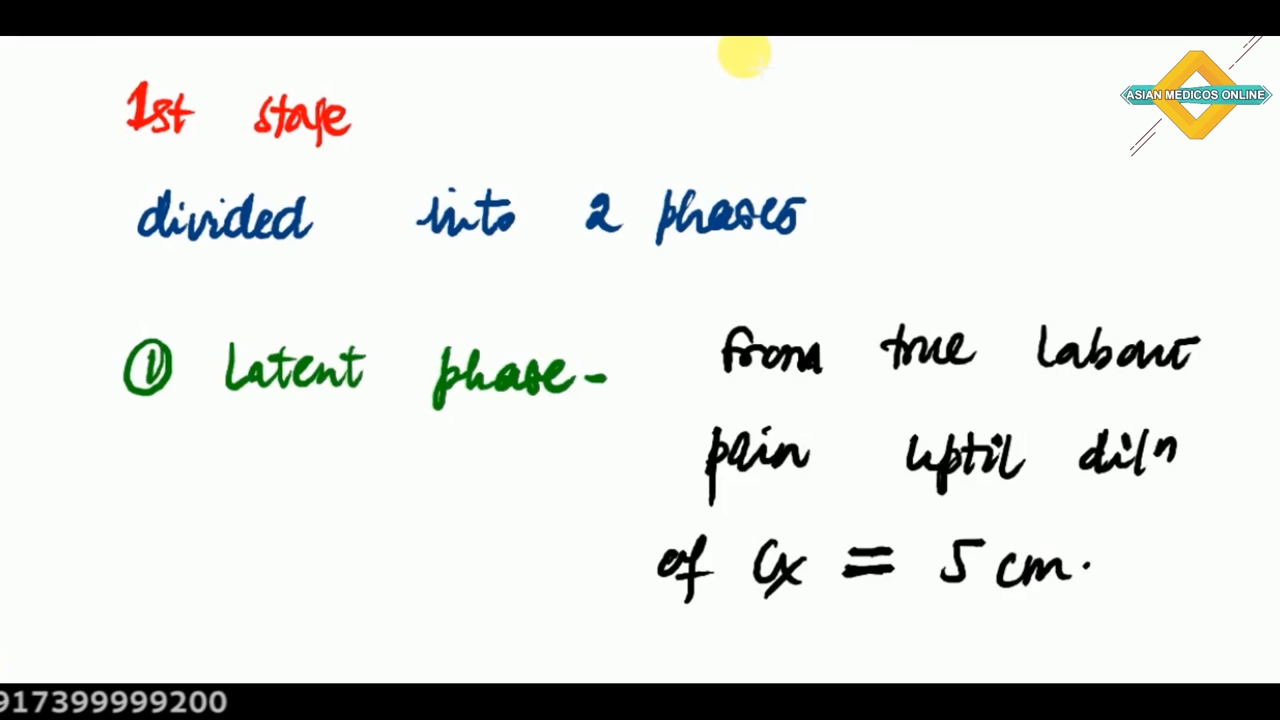 ASIAN MEDICOS ONLINE
1st stage
divided into 2 phases
① Latent phase - from true labour
pain uptil dilⁿ
of Cx = 5 cm.
917399999200